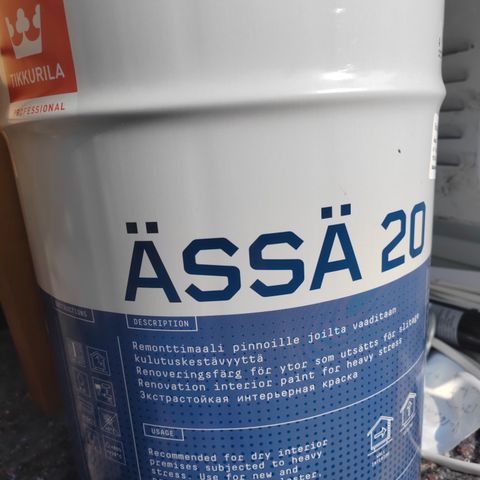 TIKKURILA
PROFESSIONAL
ÄSSÄ 20
DESCRIPTION
Remonttimaali pinnoille joilta vaaditaan
kulutuskestävyyttä
Renoveringsfärg för ytor som utsätts för slitage
Renovation interior paint for heavy stress
Экстрастойкая интерьерная краска
USAGE
Recommended for dry interior
premises subjected to heavy
stress. Use for new and